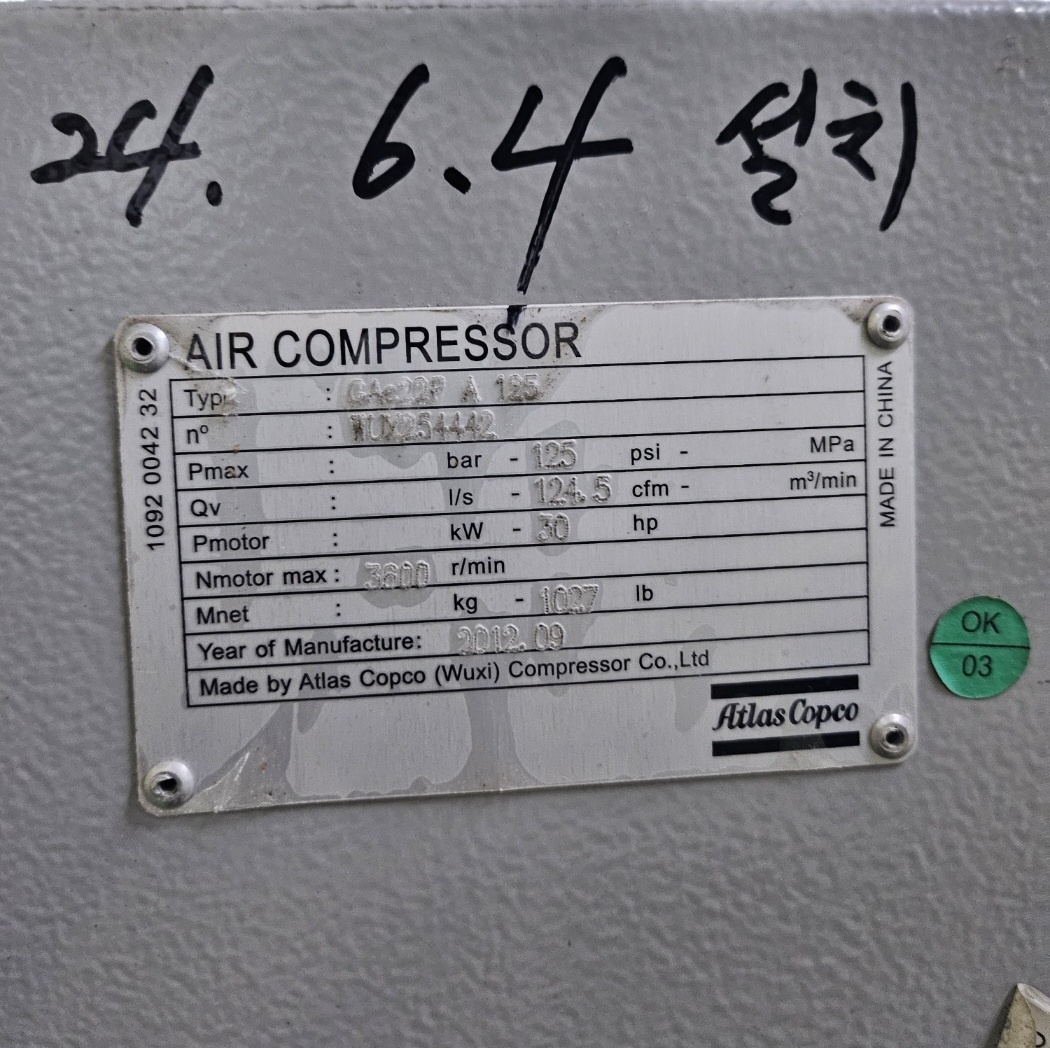 24. 6.4 설치
AIR COMPRESSOR
Type : GAe22P A 125
nº : WUX254442
Pmax : bar - 125 psi - MPa
Qv : l/s - 124.5 cfm - m³/min
Pmotor : kW - 30 hp
Nmotor max : 3600 r/min
Mnet : kg - 1027 lb
Year of Manufacture: 2012.09
Made by Atlas Copco (Wuxi) Compressor Co.,Ltd
Atlas Copco
1092 0042 32
MADE IN CHINA
OK
03